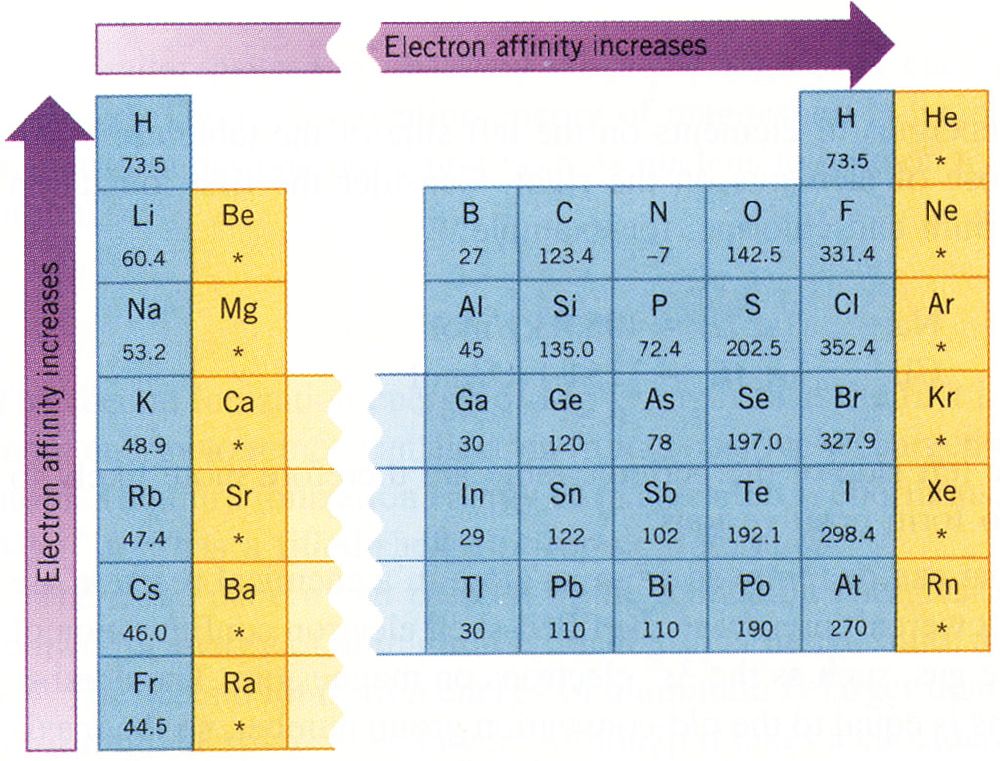 Electron affinity increases
Electron affinity increases
H H He
73.5 73.5 *
Li Be B C N O F Ne
60.4 * 27 123.4 –7 142.5 331.4 *
Na Mg Al Si P S Cl Ar
53.2 * 45 135.0 72.4 202.5 352.4 *
K Ca Ga Ge As Se Br Kr
48.9 * 30 120 78 197.0 327.9 *
Rb Sr In Sn Sb Te I Xe
47.4 * 29 122 102 192.1 298.4 *
Cs Ba Tl Pb Bi Po At Rn
46.0 * 30 110 110 190 270 *
Fr Ra
44.5 *